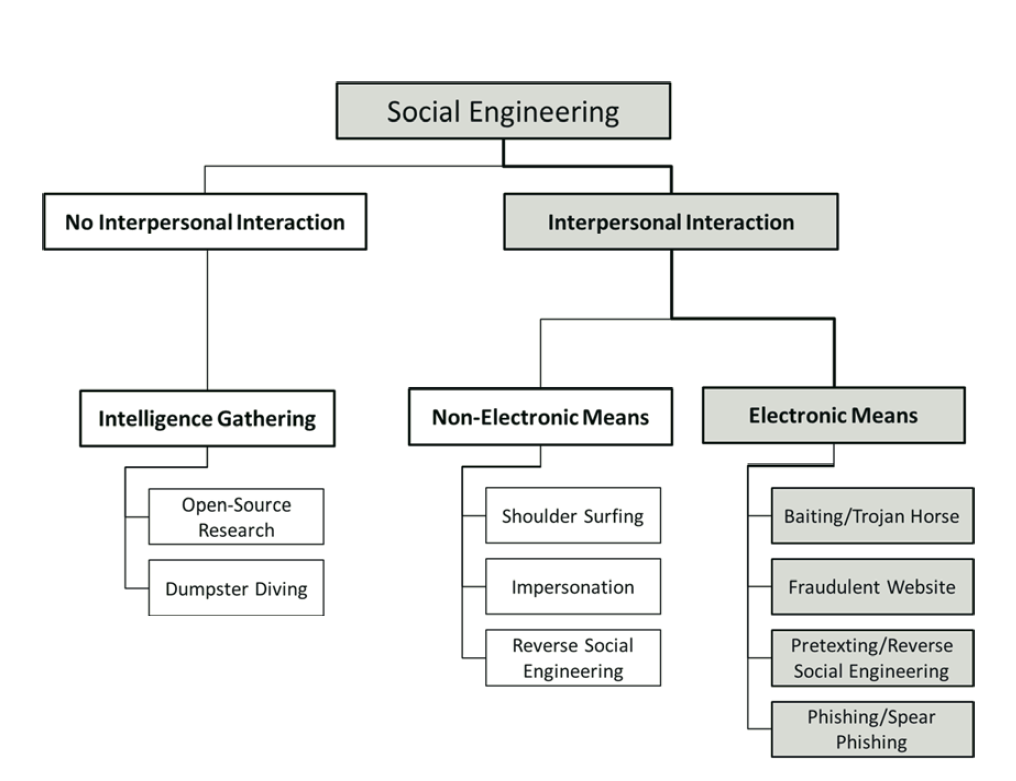 Social Engineering
No Interpersonal Interaction
Interpersonal Interaction
Intelligence Gathering
Non-Electronic Means
Electronic Means
Open-Source
Research
Dumpster Diving
Shoulder Surfing
Impersonation
Reverse Social
Engineering
Baiting/Trojan Horse
Fraudulent Website
Pretexting/Reverse
Social Engineering
Phishing/Spear
Phishing